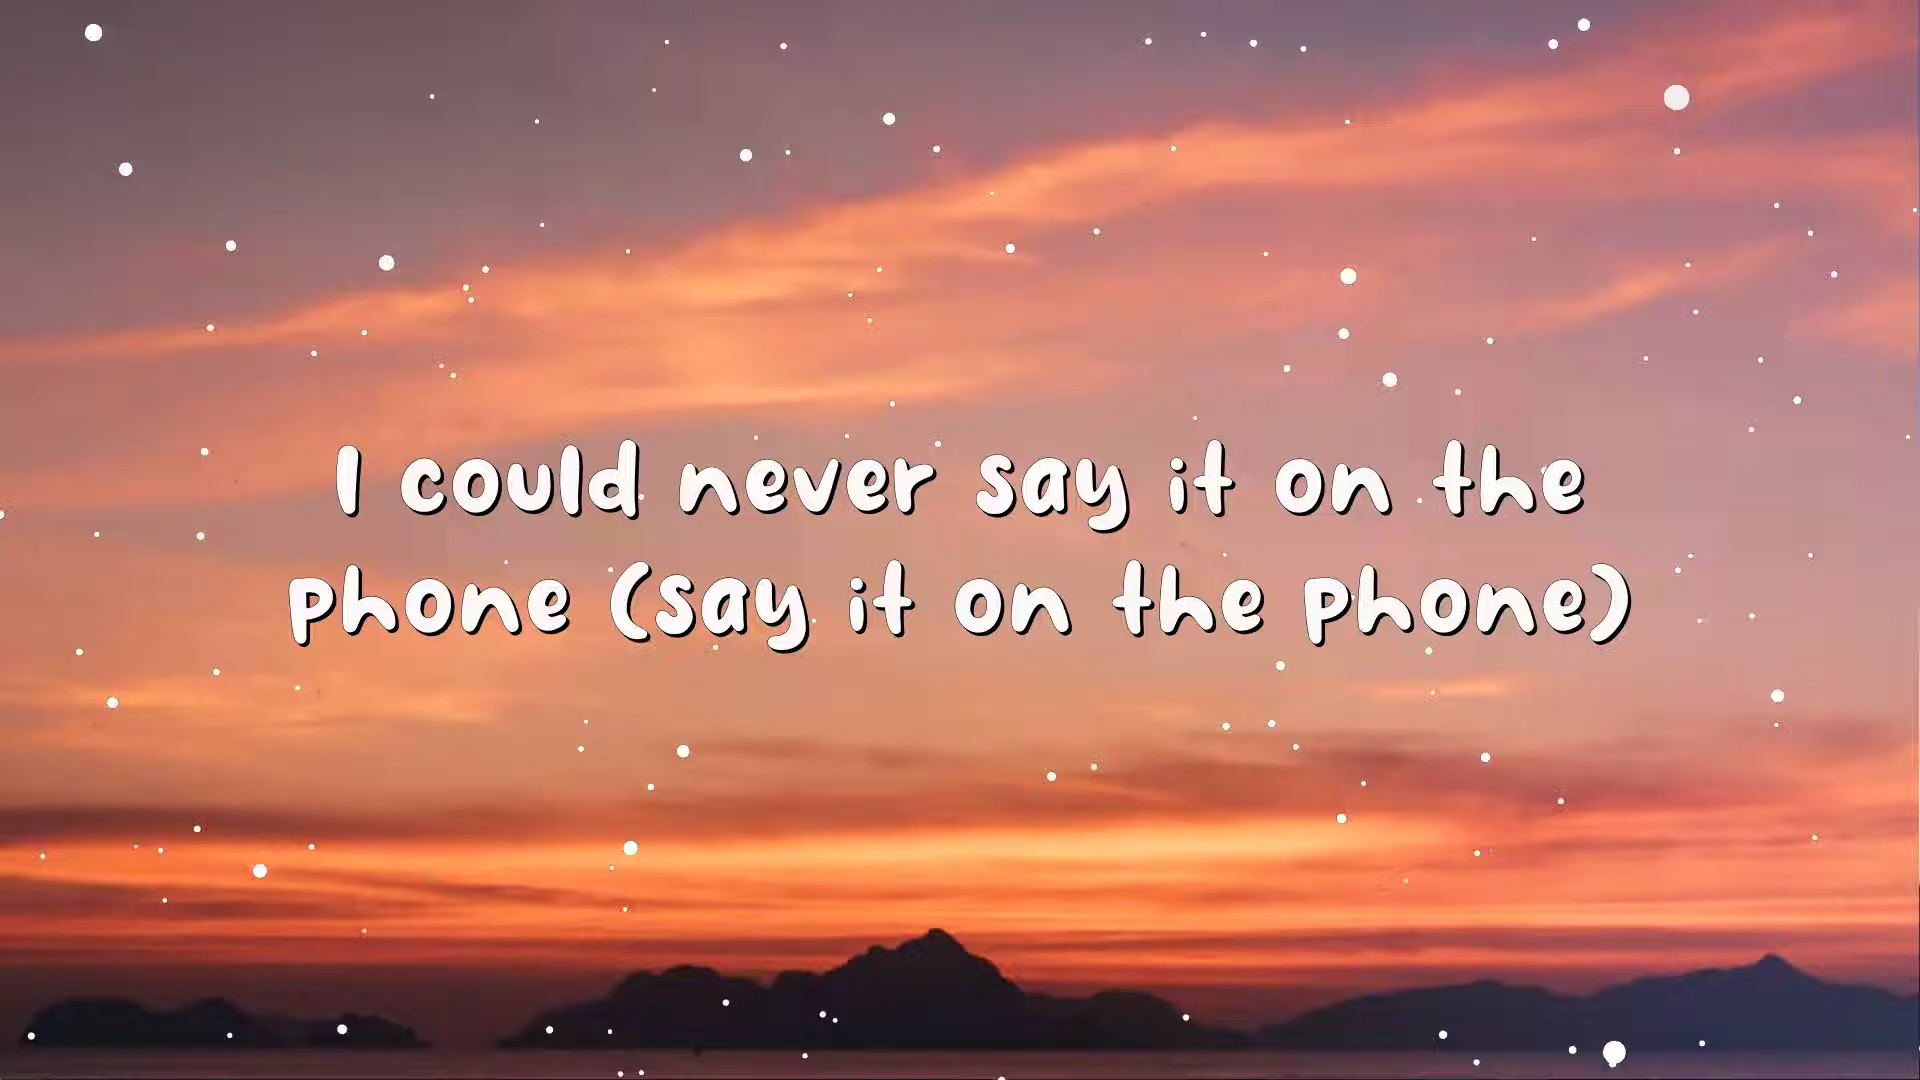 I could never say it on the
phone (say it on the phone)